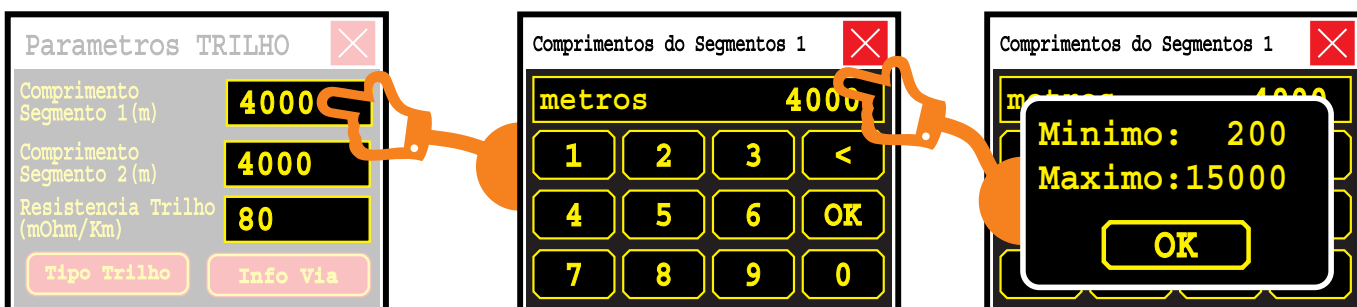 Parametros TRILHO
Comprimento
Segmento 1(m)
4000
Comprimento
Segmento 2(m)
4000
Resistencia Trilho
(mOhm/Km)
80
Tipo Trilho
Info Via
Comprimentos do Segmentos 1
metros 4000
1 2 3 <
4 5 6 OK
7 8 9 0
Comprimentos do Segmentos 1
metros 4000
Minimo: 200
Maximo:15000
OK